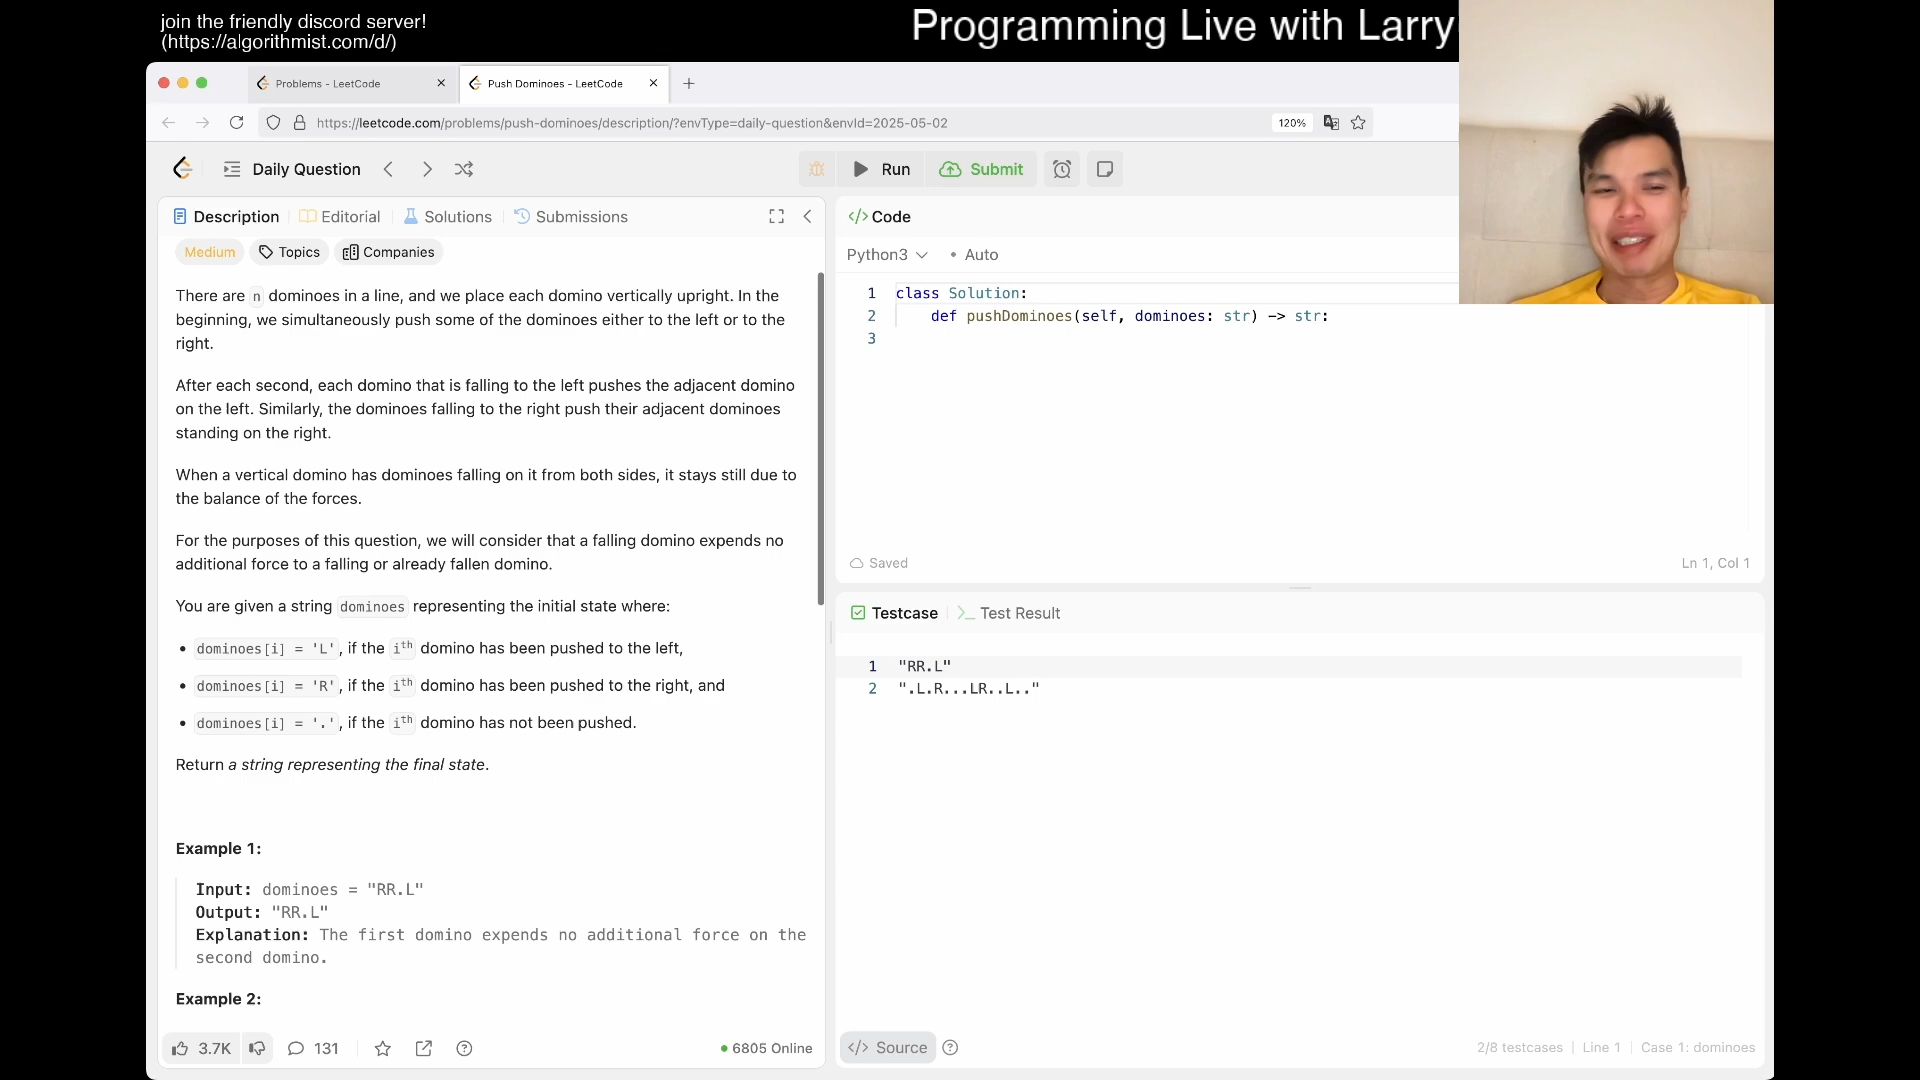 join the friendly discord server!
(https://algorithmist.com/d/)
Programming Live with Larry
Problems - LeetCode
Push Dominoes - LeetCode
https://leetcode.com/problems/push-dominoes/description/?envType=daily-question&envId=2025-05-02
120%
Daily Question
Run
Submit
Description
Editorial
Solutions
Submissions
Medium
Topics
Companies
There are n dominoes in a line, and we place each domino vertically upright. In the
beginning, we simultaneously push some of the dominoes either to the left or to the
right.
After each second, each domino that is falling to the left pushes the adjacent domino
on the left. Similarly, the dominoes falling to the right push their adjacent dominoes
standing on the right.
When a vertical domino has dominoes falling on it from both sides, it stays still due to
the balance of the forces.
For the purposes of this question, we will consider that a falling domino expends no
additional force to a falling or already fallen domino.
You are given a string dominoes representing the initial state where:
• dominoes[i] = 'L', if the ith domino has been pushed to the left,
• dominoes[i] = 'R', if the ith domino has been pushed to the right, and
• dominoes[i] = '.', if the ith domino has not been pushed.
Return a string representing the final state.
Example 1:
Input: dominoes = "RR.L"
Output: "RR.L"
Explanation: The first domino expends no additional force on the
second domino.
Example 2:
3.7K
131
6805 Online
</> Code
Python3
• Auto
1 class Solution:
2 def pushDominoes(self, dominoes: str) -> str:
3
Saved
Ln 1, Col 1
Testcase
>_ Test Result
1 "RR.L"
2 ".L.R...LR..L.."
</> Source
2/8 testcases | Line 1 | Case 1: dominoes